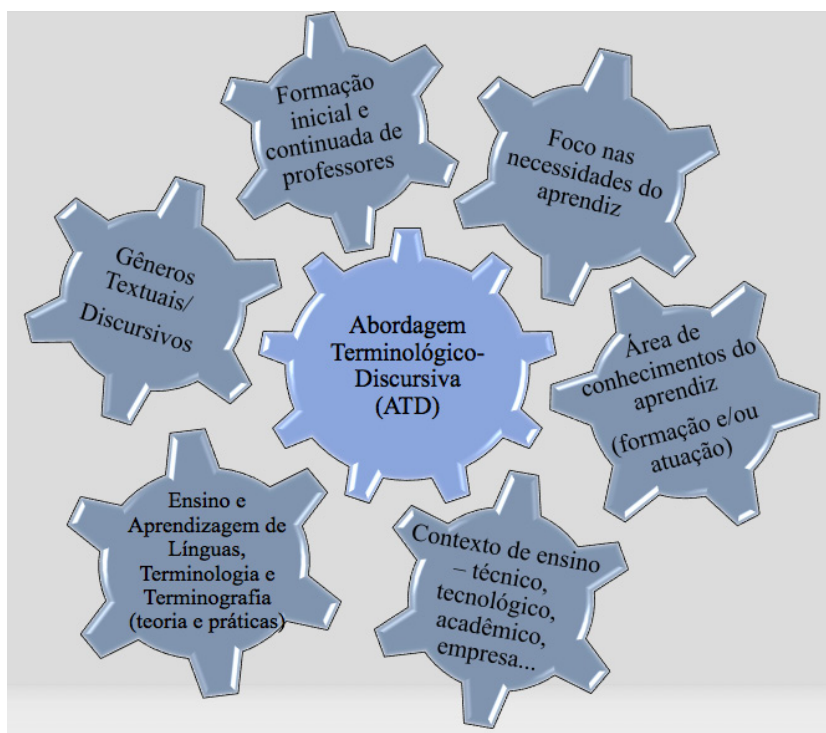 Formação
inicial e
continuada de
professores
Foco nas
necessidades do
aprendiz
Gêneros
Textuais/
Discursivos
Abordagem
Terminológico-
Discursiva
(ATD)
Área de
conhecimentos do
aprendiz
(formação e/ou
atuação)
Ensino e
Aprendizagem de
Línguas,
Terminologia e
Terminografia
(teoria e práticas)
Contexto de ensino
– técnico,
tecnológico,
acadêmico,
empresa...